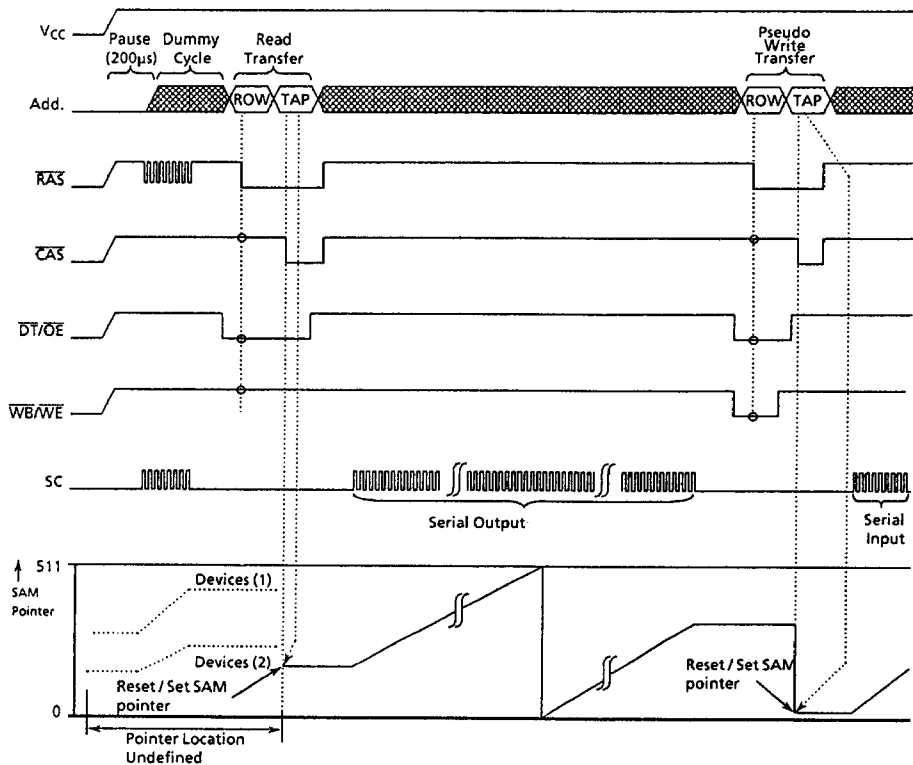 VCC
Pause
(200μs)
Dummy
Cycle
Read
Transfer
Pseudo
Write
Transfer
Add.
ROW
TAP
ROW
TAP
RAS
CAS
DT/OE
WB/WE
SC
Serial Output
Serial
Input
511
SAM
Pointer
Devices (1)
Devices (2)
Reset / Set SAM
pointer
Reset / Set SAM
pointer
0
Pointer Location
Undefined